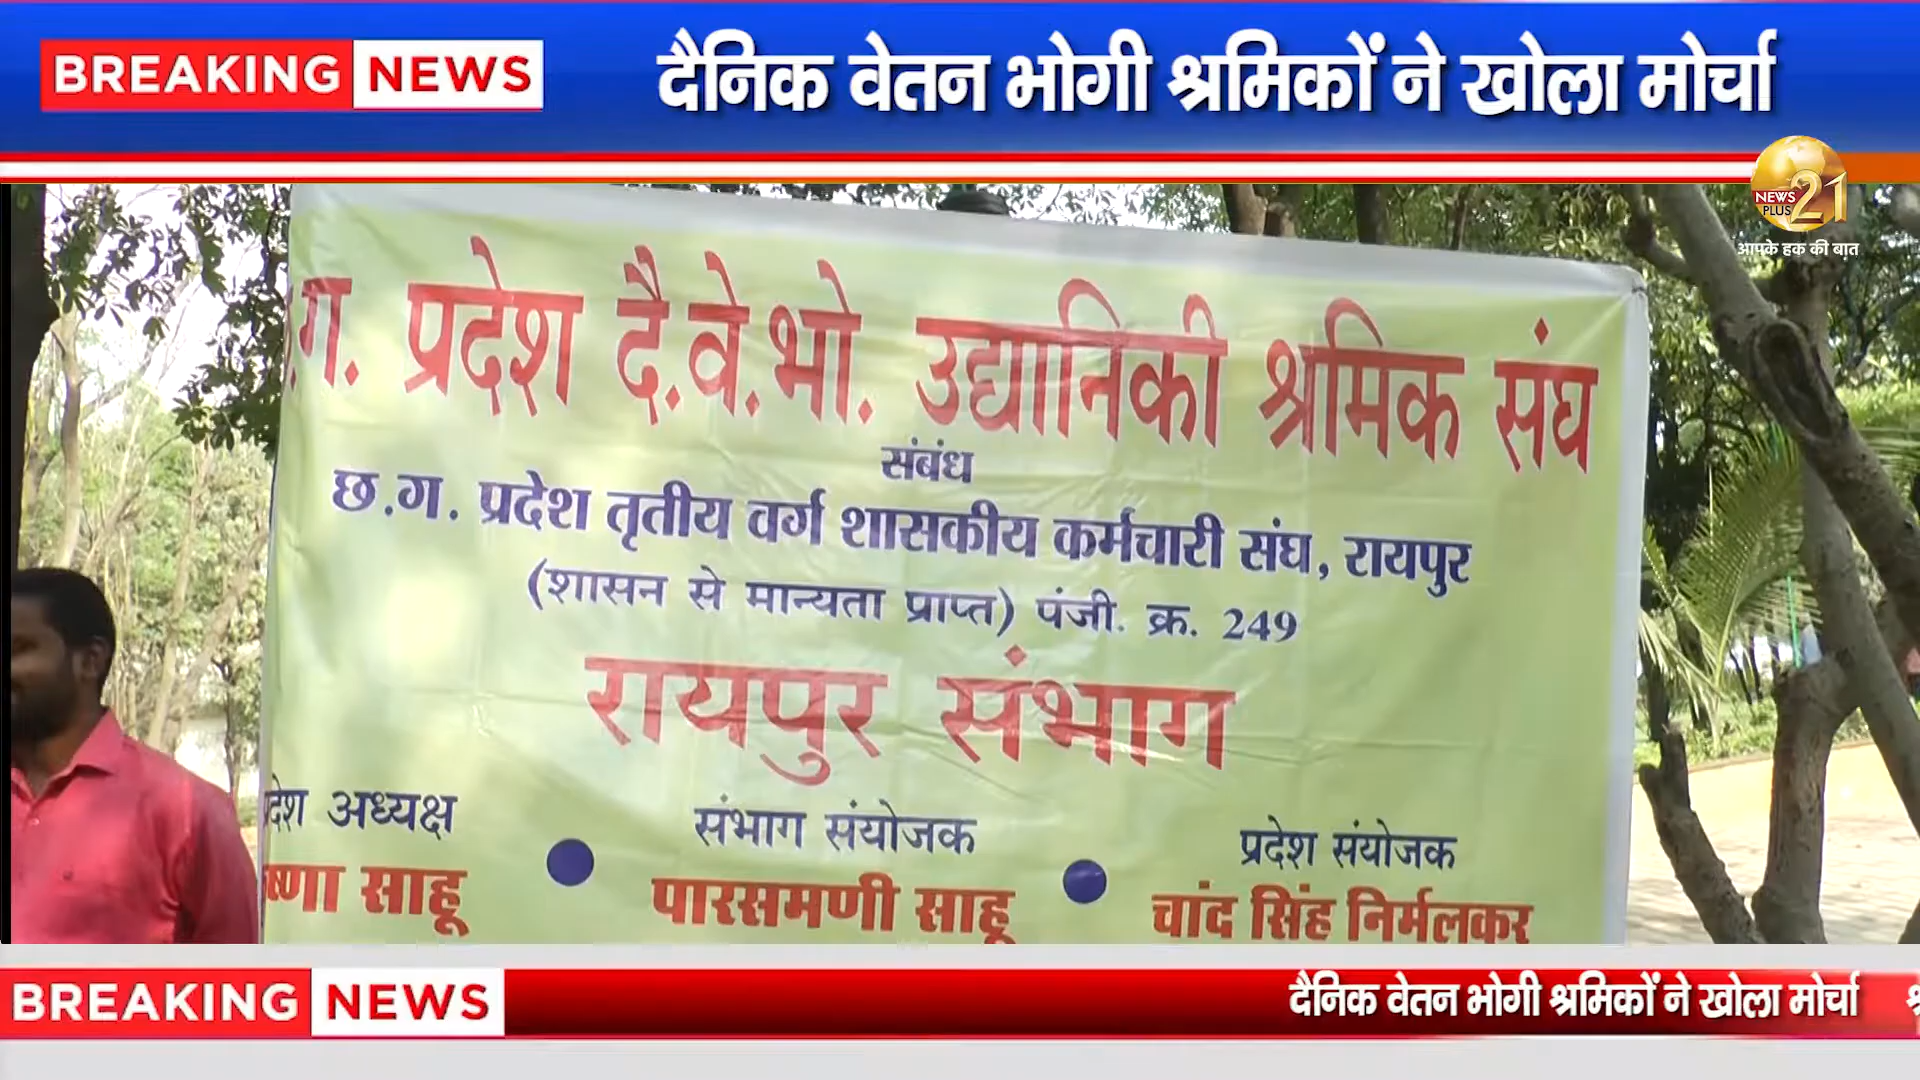 BREAKING NEWS
दैनिक वेतन भोगी श्रमिकों ने खोला मोर्चा
NEWS PLUS 21
आपके हक की बात
.ग. प्रदेश दै.वे.भो. उद्यानिकी श्रमिक संघ
संबंध
छ.ग. प्रदेश तृतीय वर्ग शासकीय कर्मचारी संघ, रायपुर
(शासन से मान्यता प्राप्त) पंजी. क्र. 249
रायपुर संभाग
देश अध्यक्ष
संभाग संयोजक
प्रदेश संयोजक
ष्णा साहू
पारसमणी साहू
चांद सिंह निर्मलकर
BREAKING NEWS
दैनिक वेतन भोगी श्रमिकों ने खोला मोर्चा